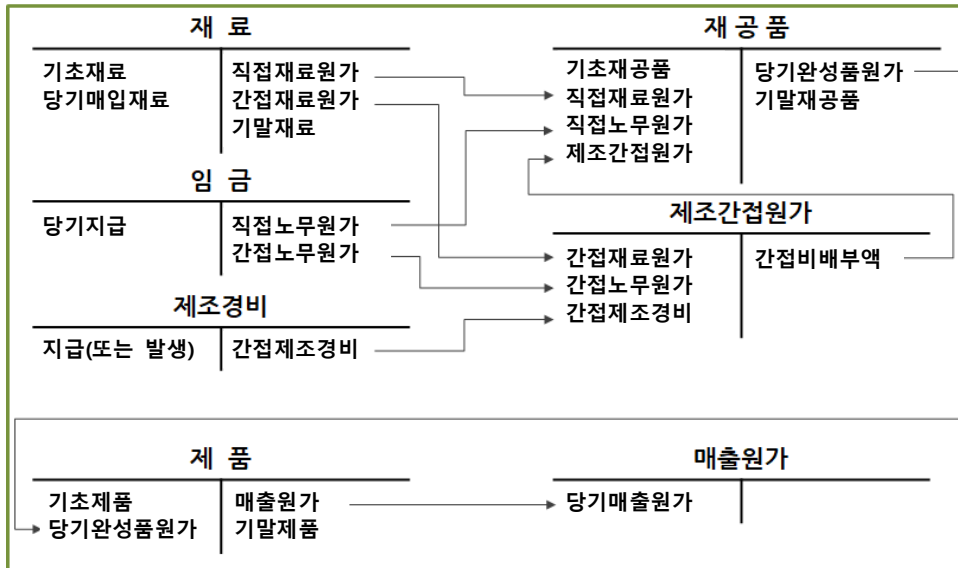 재 료
기초재료
당기매입재료
직접재료원가
간접재료원가
기말재료
임 금
당기지급
직접노무원가
간접노무원가
제조경비
지급(또는 발생)
간접제조경비
재 공 품
기초재공품
직접재료원가
직접노무원가
제조간접원가
당기완성품원가
기말재공품
제조간접원가
간접재료원가
간접노무원가
간접제조경비
간접비배부액
제 품
기초제품
당기완성품원가
매출원가
기말제품
매출원가
당기매출원가